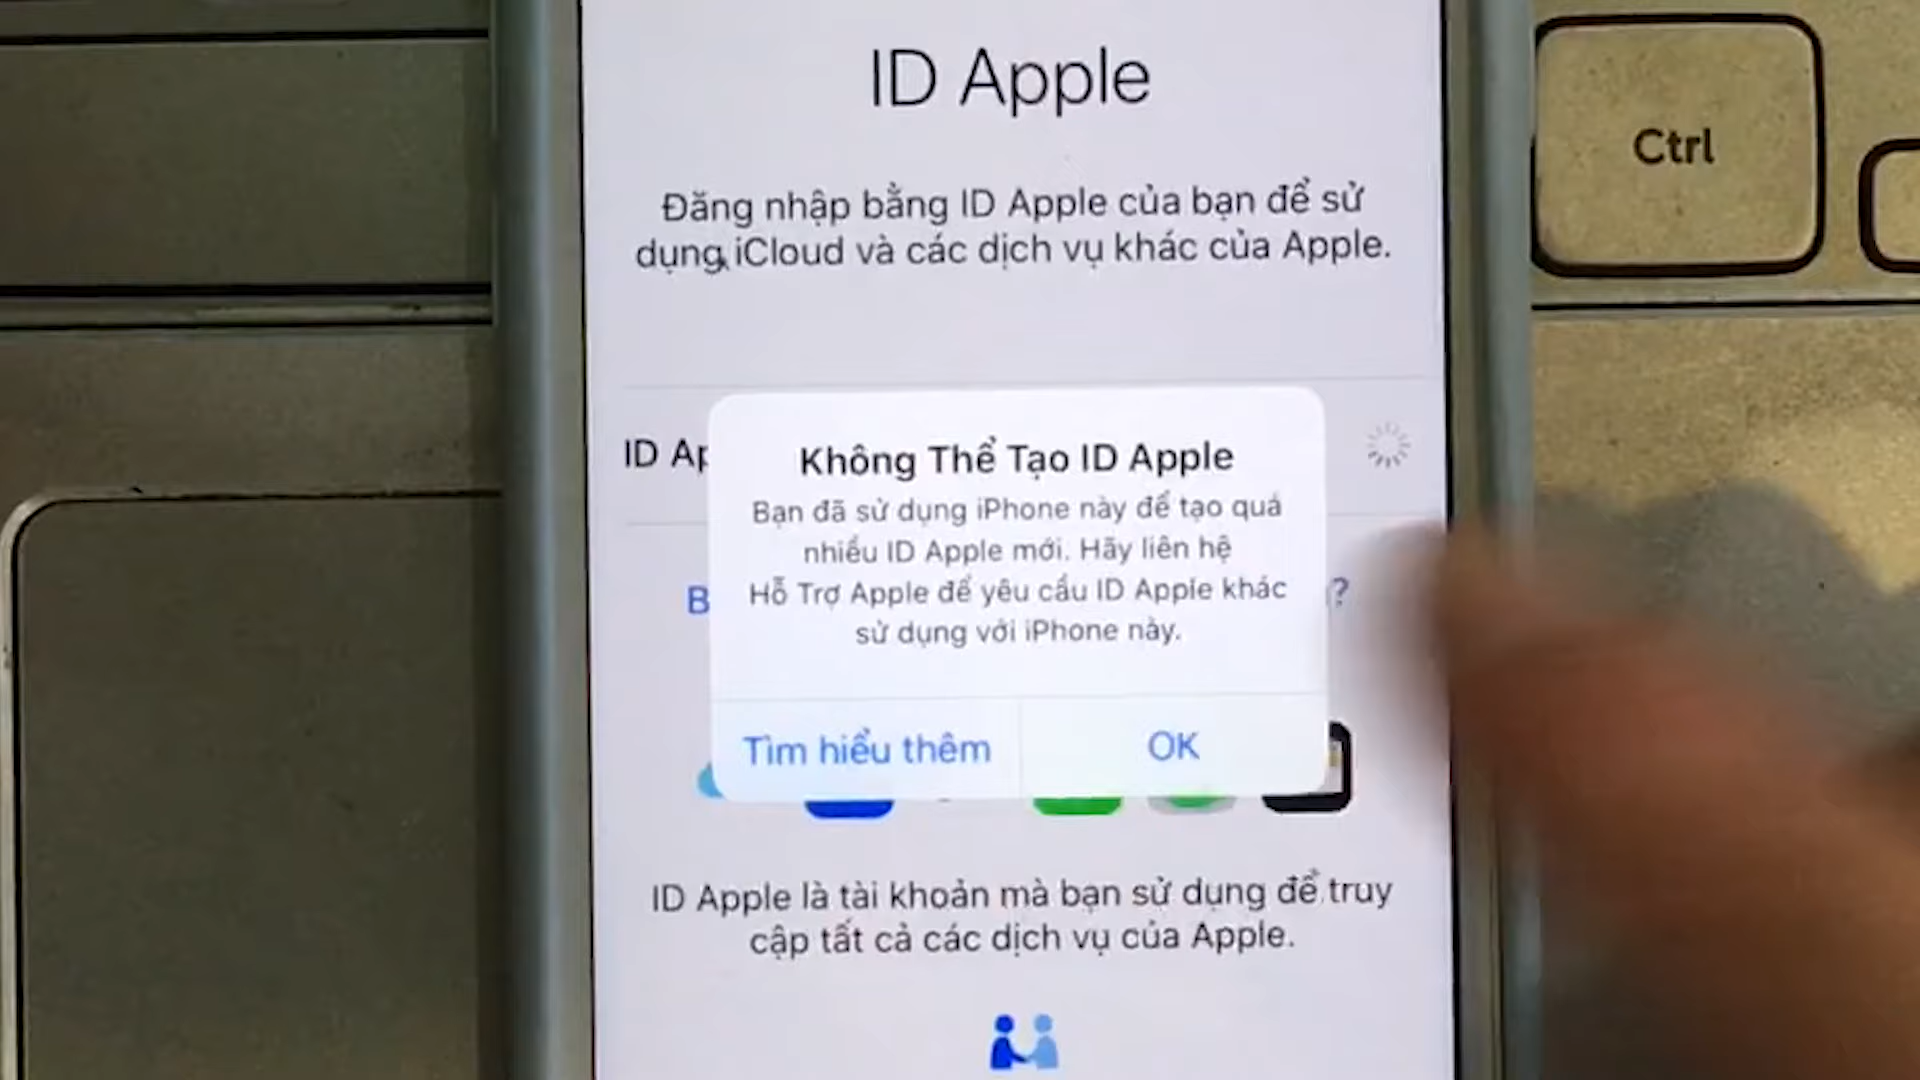 ID Apple
Ctrl
Đăng nhập bằng ID Apple của bạn để sử
dụng iCloud và các dịch vụ khác của Apple.
ID Ap
Không Thể Tạo ID Apple
Bạn đã sử dụng iPhone này để tạo quá
nhiều ID Apple mới. Hãy liên hệ
Hỗ Trợ Apple để yêu cầu ID Apple khác
sử dụng với iPhone này.
B
?
Tìm hiểu thêm
OK
ID Apple là tài khoản mà bạn sử dụng để truy
cập tất cả các dịch vụ của Apple.